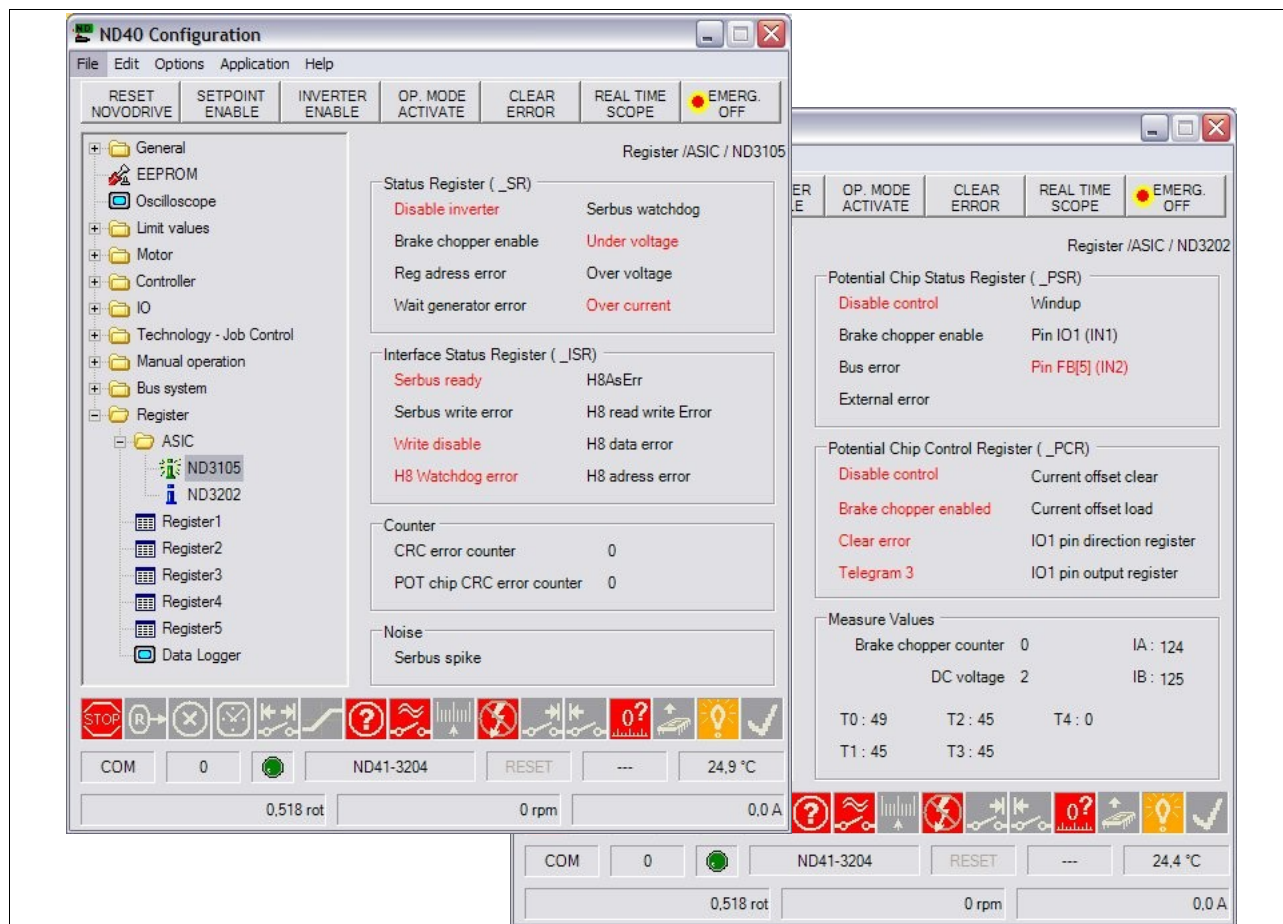 ND40 Configuration
File Edit Options Application Help
RESET NOVODRIVE
SETPOINT ENABLE
INVERTER ENABLE
OP. MODE ACTIVATE
CLEAR ERROR
REAL TIME SCOPE
EMERG. OFF
General
EEPROM
Oscilloscope
Limit values
Motor
Controller
IO
Technology - Job Control
Manual operation
Bus system
Register
ASIC
ND3105
ND3202
Register1
Register2
Register3
Register4
Register5
Data Logger
Register /ASIC / ND3105
Status Register ( _SR)
Disable inverter Serbus watchdog
Brake chopper enable Under voltage
Reg adress error Over voltage
Wait generator error Over current
Interface Status Register ( _ISR)
Serbus ready H8AsErr
Serbus write error H8 read write Error
Write disable H8 data error
H8 Watchdog error H8 adress error
Counter
CRC error counter 0
POT chip CRC error counter 0
Noise
Serbus spike
STOP R ? 0?
COM 0 ND41-3204 RESET --- 24,9 °C
0,518 rot 0 rpm 0,0 A
ER LE
OP. MODE ACTIVATE
CLEAR ERROR
REAL TIME SCOPE
EMERG. OFF
Register /ASIC / ND3202
Potential Chip Status Register ( _PSR)
Disable control Windup
Brake chopper enable Pin IO1 (IN1)
Bus error Pin FB[5] (IN2)
External error
Potential Chip Control Register ( _PCR)
Disable control Current offset clear
Brake chopper enabled Current offset load
Clear error IO1 pin direction register
Telegram 3 IO1 pin output register
Measure Values
Brake chopper counter 0 IA : 124
DC voltage 2 IB : 125
T0 : 49 T2 : 45 T4 : 0
T1 : 45 T3 : 45
? 0?
COM 0 ND41-3204 RESET --- 24,4 °C
0,518 rot 0 rpm 0,0 A